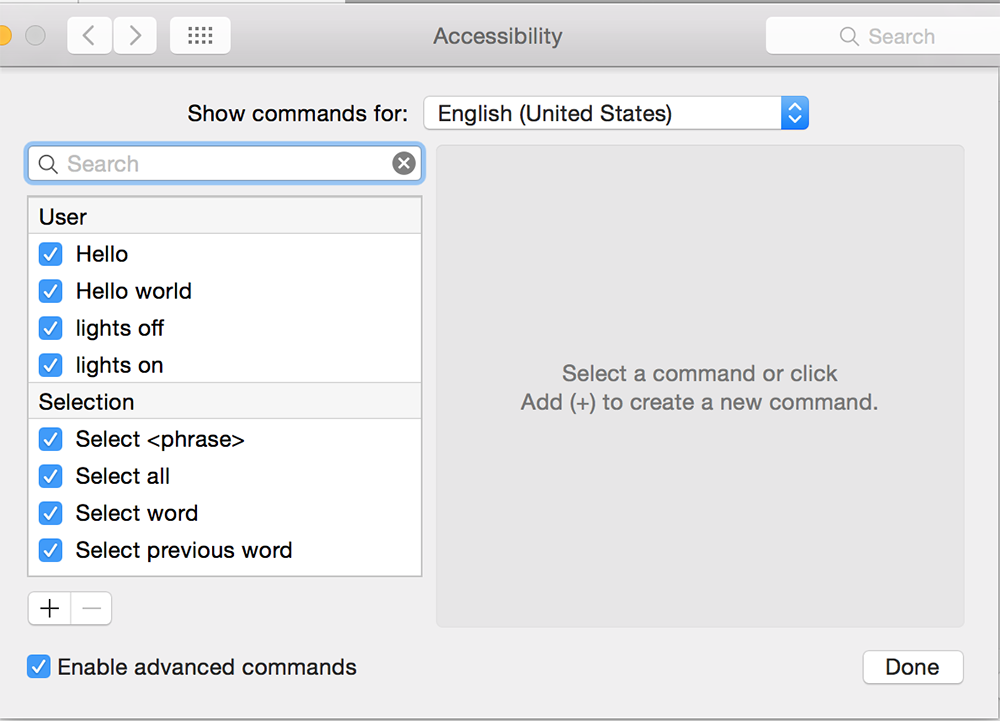 Accessibility
Search
Show commands for: English (United States)
Search
User
Hello
Hello world
lights off
lights on
Selection
Select <phrase>
Select all
Select word
Select previous word
Select a command or click
Add (+) to create a new command.
Enable advanced commands
Done